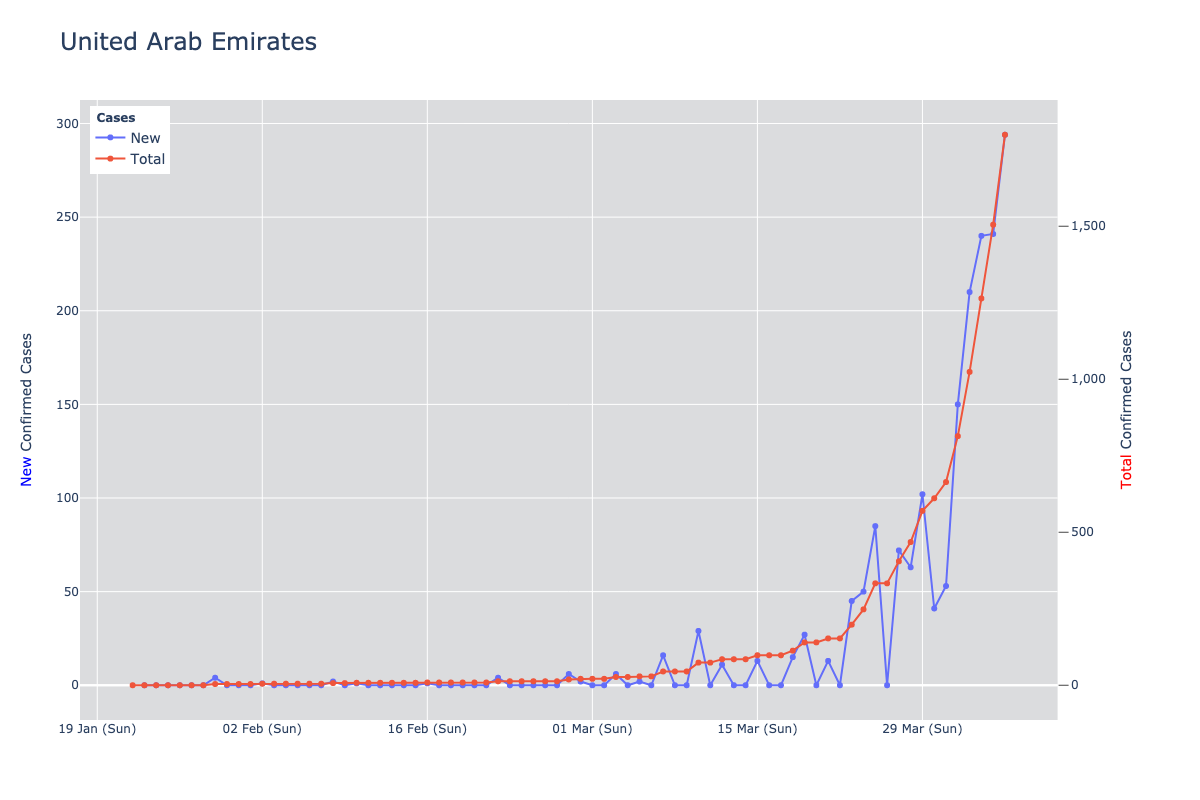 United Arab Emirates
Cases
New
Total
300
250
200
150
100
50
0
1,500
1,000
500
0
New Confirmed Cases
Total Confirmed Cases
19 Jan (Sun)
02 Feb (Sun)
16 Feb (Sun)
01 Mar (Sun)
15 Mar (Sun)
29 Mar (Sun)